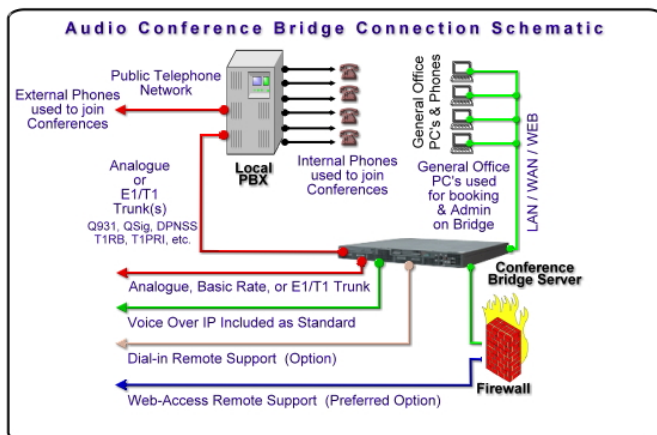 Audio Conference Bridge Connection Schematic
Public Telephone
Network
External Phones
used to join
Conferences
Local
PBX
Internal Phones
used to join
Conferences
General Office
PC's & Phones
General Office
PC's used
for booking
& Admin
on Bridge
LAN / WAN / WEB
Analogue
or
E1/T1
Trunk(s)
Q931, QSig, DPNSS
T1RB, T1PRI, etc.
Conference
Bridge Server
Analogue, Basic Rate, or E1/T1 Trunk
Voice Over IP Included as Standard
Dial-in Remote Support (Option)
Web-Access Remote Support (Preferred Option)
Firewall